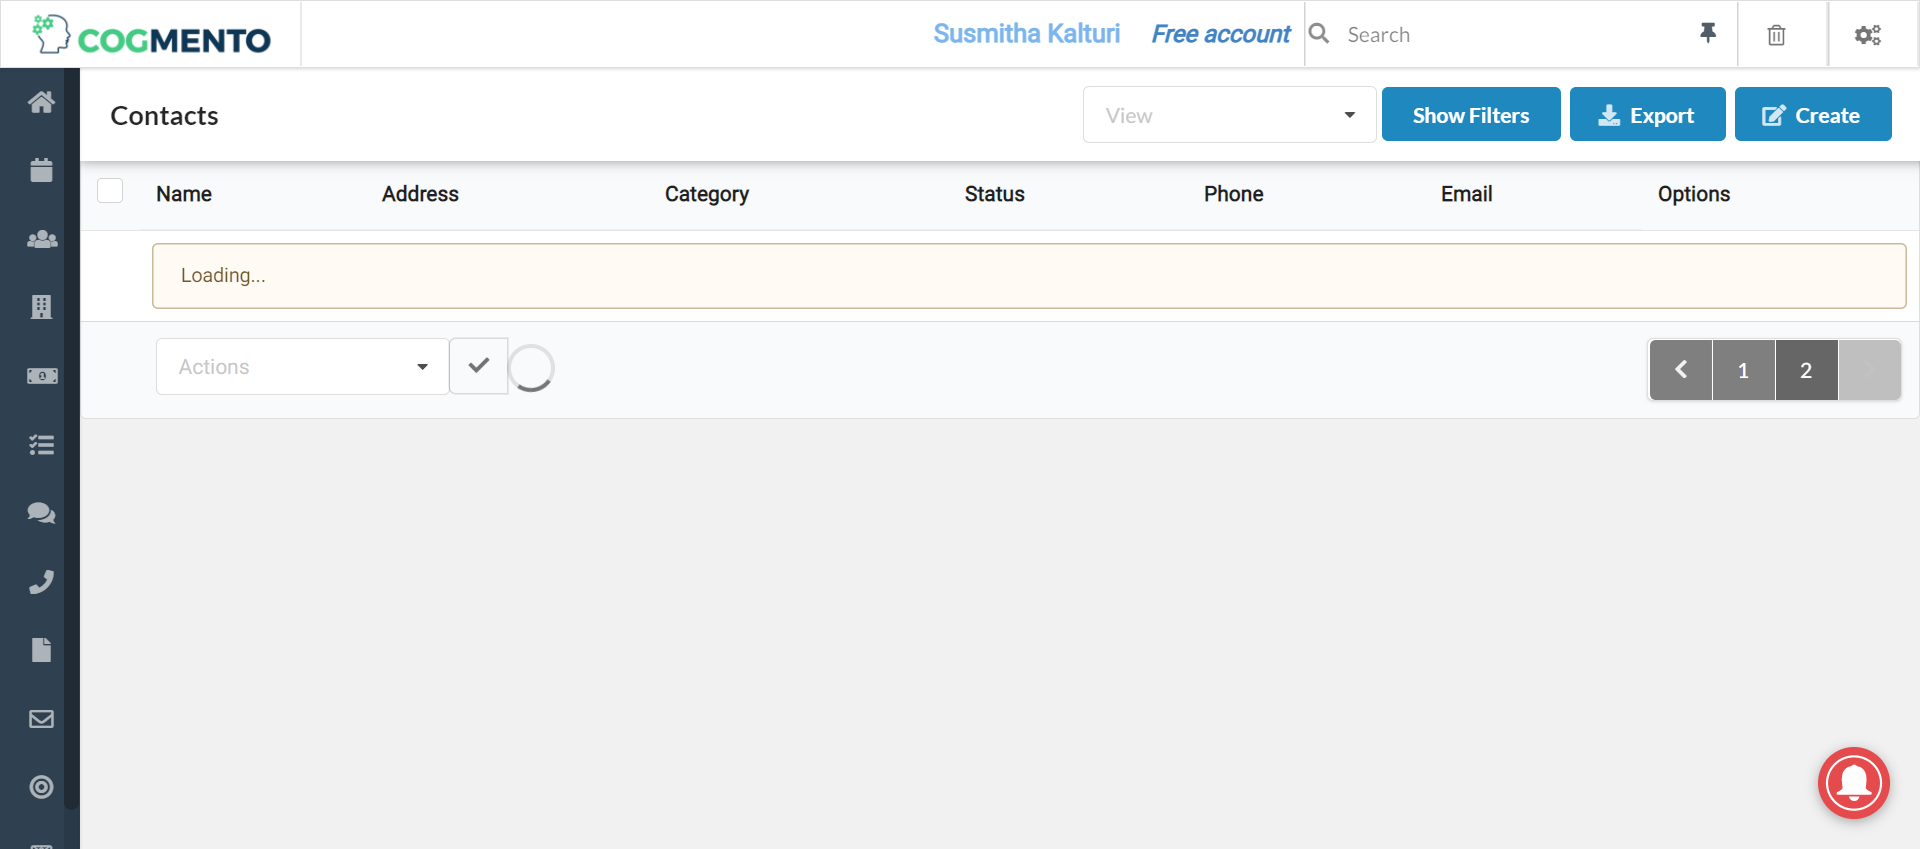 COGMENTO
Susmitha Kalturi
Free account
Search
Contacts
View
Show Filters
Export
Create
Name
Address
Category
Status
Phone
Email
Options
Loading...
Actions
1
2